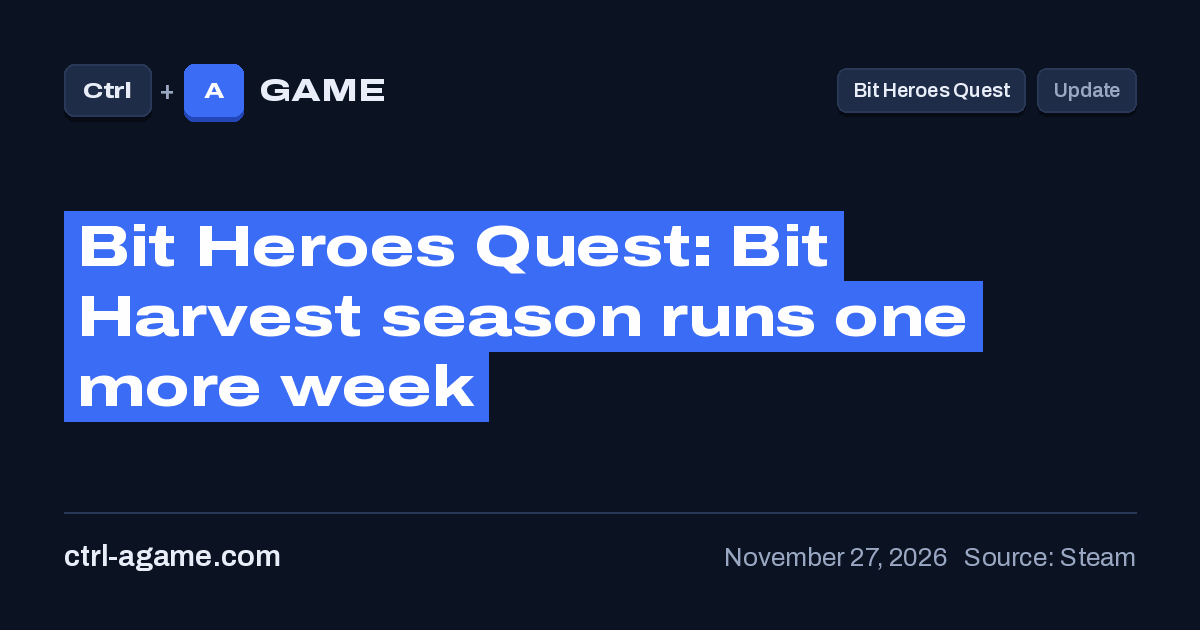 Ctrl + A GAME
Bit Heroes Quest
Update
Bit Heroes Quest: Bit
Harvest season runs one
more week
ctrl-agame.com
November 27, 2026 Source: Steam